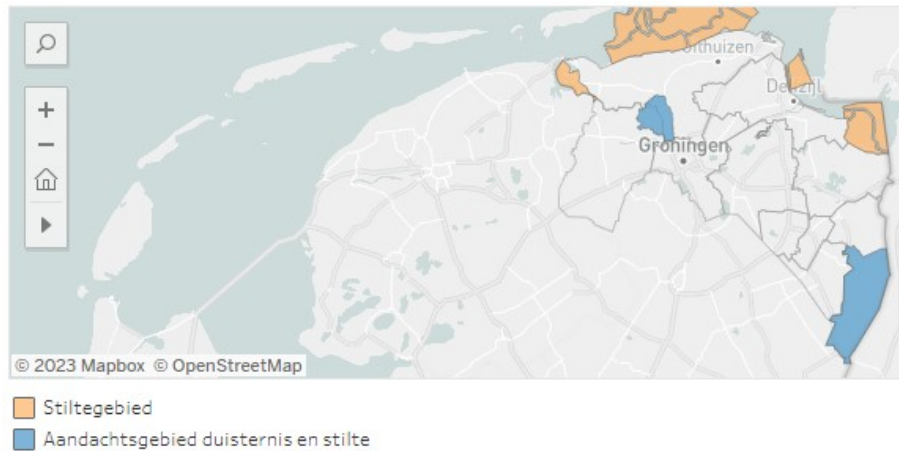 Uithuizen
Delfzijl
Groningen
© 2023 Mapbox © OpenStreetMap
Stiltegebied
Aandachtsgebied duisternis en stilte